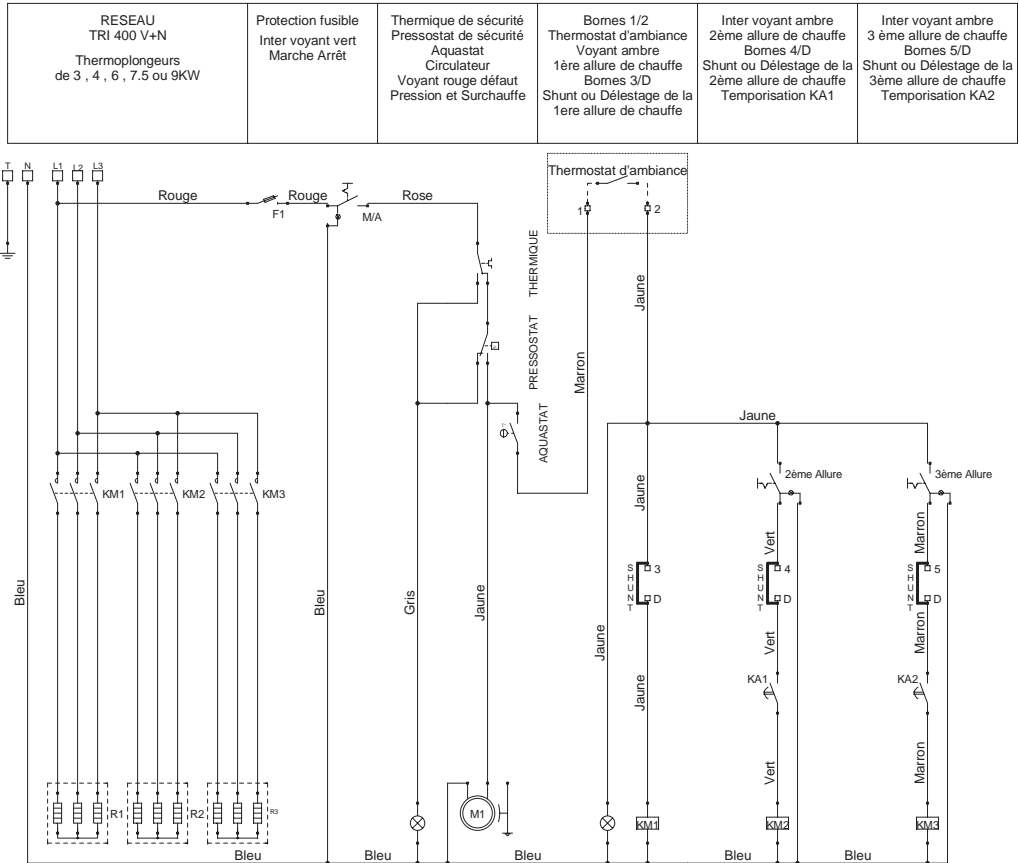 RESEAU
TRI 400 V+N
Thermoplongeurs
de 3 , 4 , 6 , 7.5 ou 9KW
Protection fusible
Inter voyant vert
Marche Arrêt
Thermique de sécurité
Pressostat de sécurité
Aquastat
Circulateur
Voyant rouge défaut
Pression et Surchauffe
Bornes 1/2
Thermostat d'ambiance
Voyant ambre
1ère allure de chauffe
Bornes 3/D
Shunt ou Délestage de la
1ere allure de chauffe
Inter voyant ambre
2ème allure de chauffe
Bornes 4/D
Shunt ou Délestage de la
2ème allure de chauffe
Temporisation KA1
Inter voyant ambre
3 ème allure de chauffe
Bornes 5/D
Shunt ou Délestage de la
3ème allure de chauffe
Temporisation KA2
T
N
L1
L2
L3
Thermostat d'ambiance
Rouge
F1
Rouge
M/A
Rose
1
2
THERMIQUE
PRESSOSTAT
AQUASTAT
Marron
Jaune
Jaune
KM1
KM2
KM3
2ème Allure
3ème Allure
Bleu
Bleu
Gris
Jaune
Jaune
Jaune
Vert
Marron
SHUNT
3
D
SHUNT
4
D
SHUNT
5
D
Jaune
Vert
Marron
KA1
KA2
Vert
Marron
R1
R2
R3
M1
KM1
KM2
KM3
Bleu
Bleu
Bleu
Bleu
Bleu